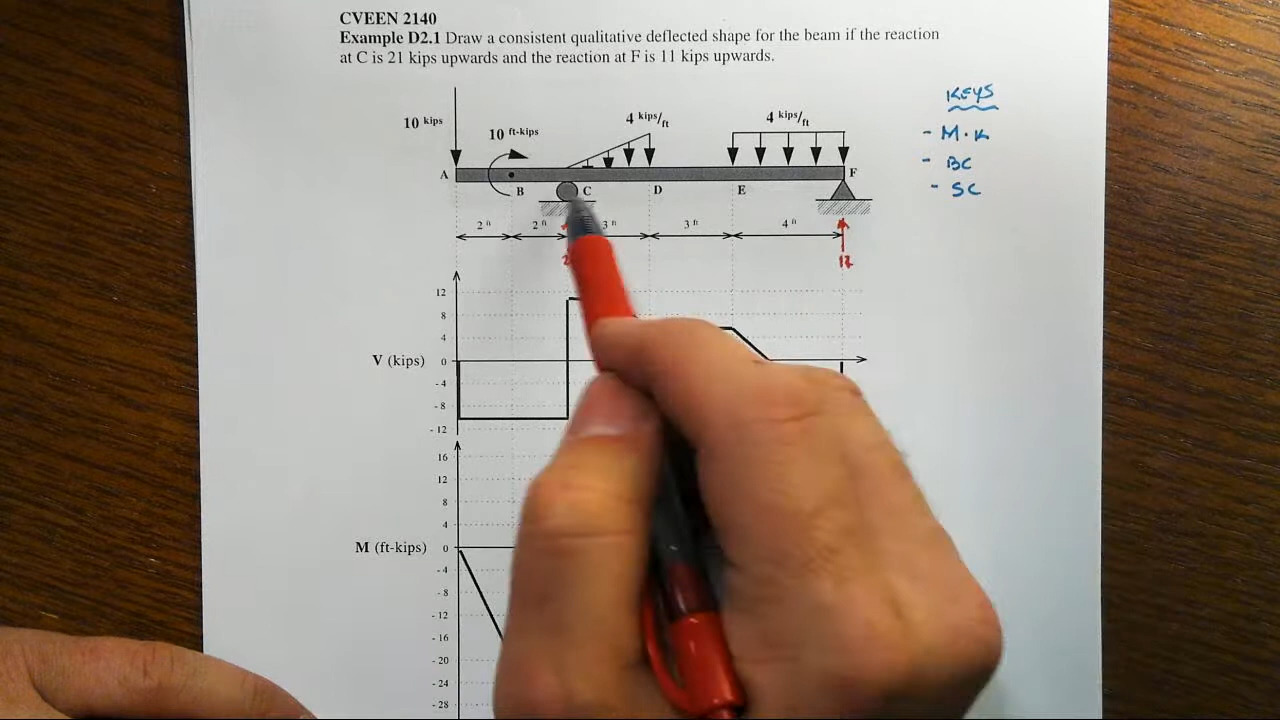 CVEEN 2140
Example D2.1 Draw a consistent qualitative deflected shape for the beam if the reaction
at C is 21 kips upwards and the reaction at F is 11 kips upwards.
KEYS
- M·K
- BC
- SC
10 kips
10 ft-kips
4 kips/ft
4 kips/ft
A
B
C
D
E
F
2 ft
2 ft
3 ft
3 ft
4 ft
12
8
4
V (kips)
0
- 4
- 8
- 12
16
12
8
4
M (ft-kips)
0
- 4
- 8
- 12
- 16
- 20
- 24
- 28